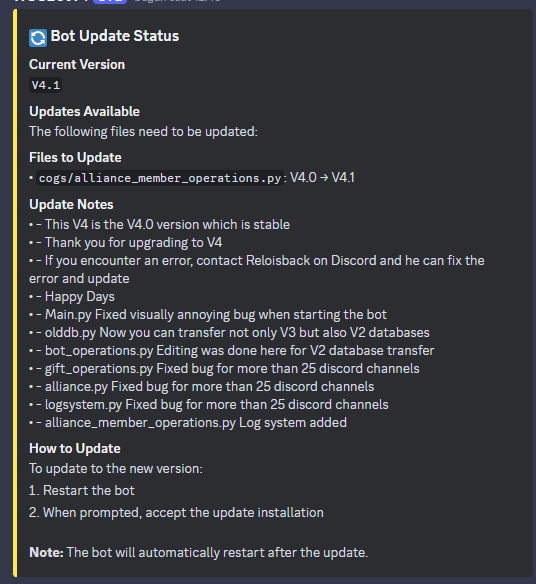 Bot Update Status
Current Version
V4.1
Updates Available
The following files need to be updated:
Files to Update
• cogs/alliance_member_operations.py: V4.0 → V4.1
Update Notes
• - This V4 is the V4.0 version which is stable
• - Thank you for upgrading to V4
• - If you encounter an error, contact Reloisback on Discord and he can fix the
error and update
• - Happy Days
• - Main.py Fixed visually annoying bug when starting the bot
• - olddb.py Now you can transfer not only V3 but also V2 databases
• - bot_operations.py Editing was done here for V2 database transfer
• - gift_operations.py Fixed bug for more than 25 discord channels
• - alliance.py Fixed bug for more than 25 discord channels
• - logsystem.py Fixed bug for more than 25 discord channels
• - alliance_member_operations.py Log system added
How to Update
To update to the new version:
1. Restart the bot
2. When prompted, accept the update installation
Note: The bot will automatically restart after the update.